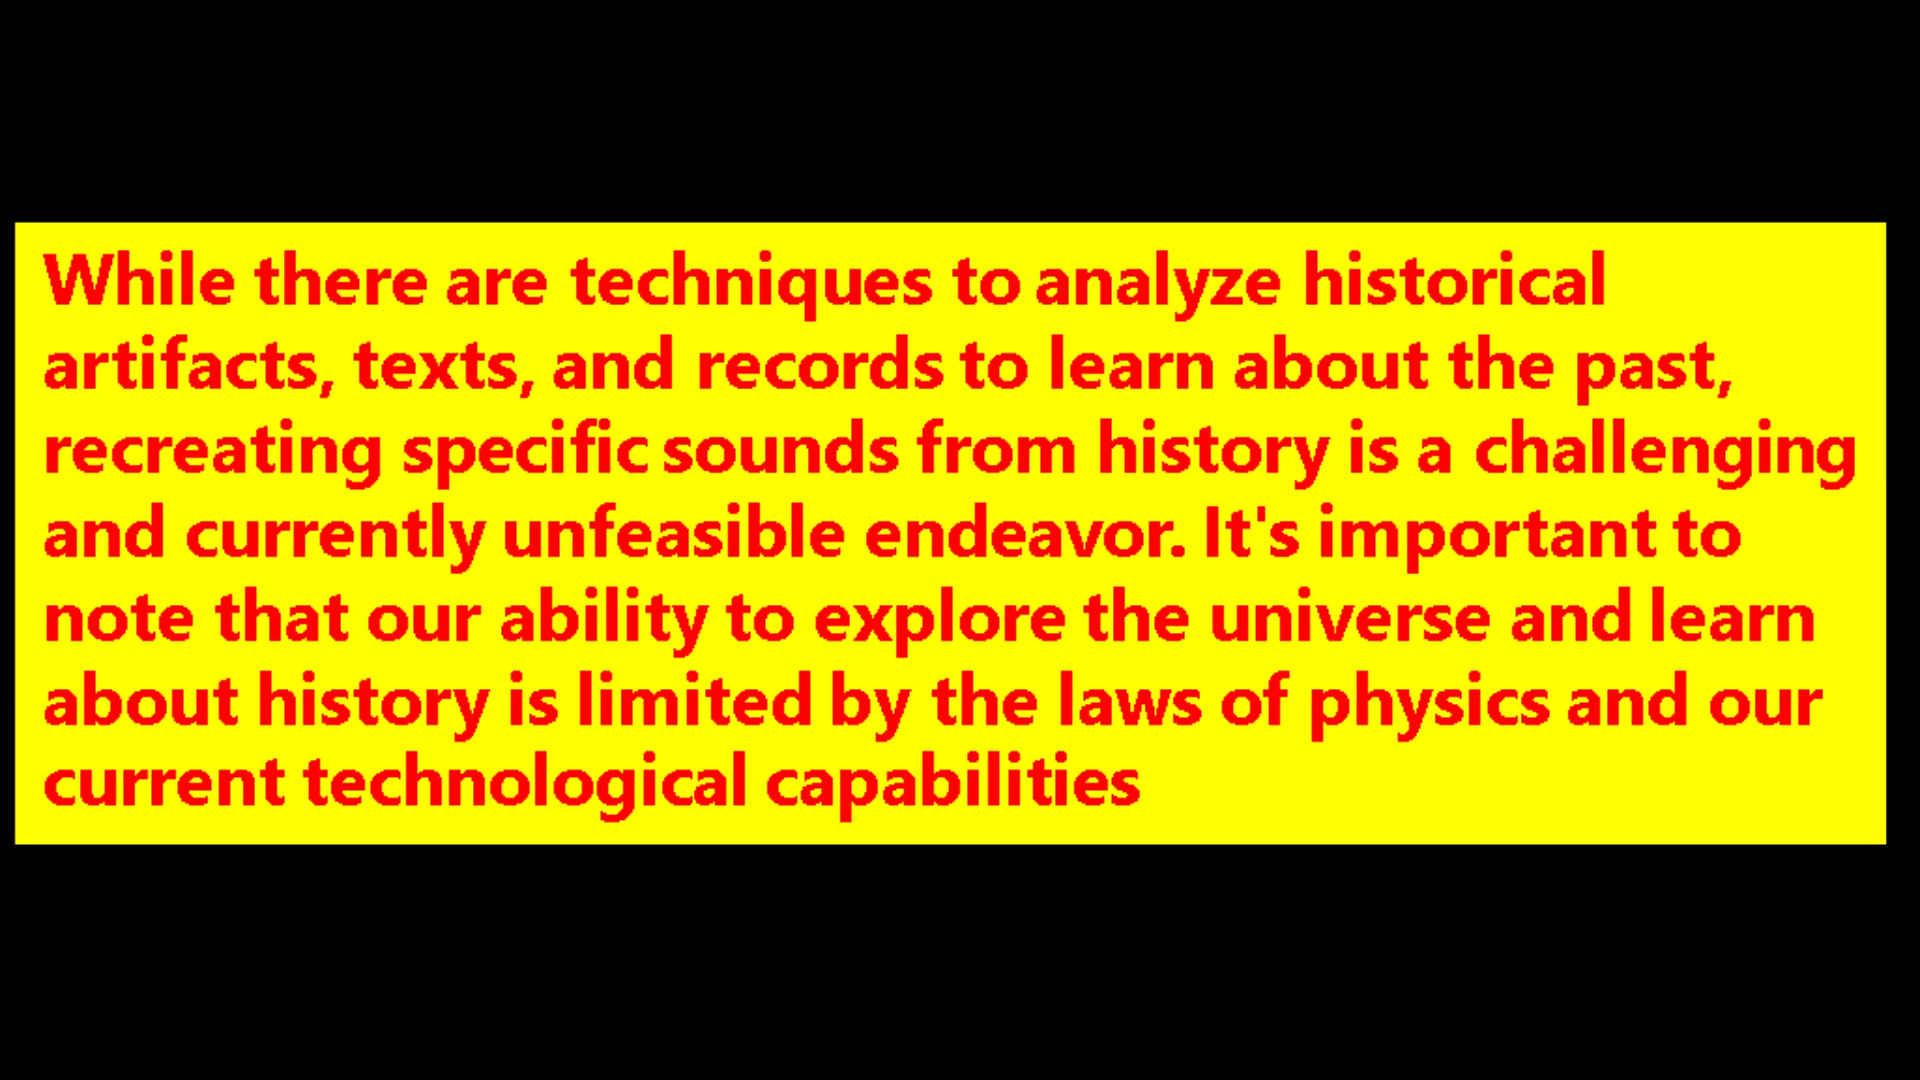 While there are techniques to analyze historical
artifacts, texts, and records to learn about the past,
recreating specific sounds from history is a challenging
and currently unfeasible endeavor. It's important to
note that our ability to explore the universe and learn
about history is limited by the laws of physics and our
current technological capabilities